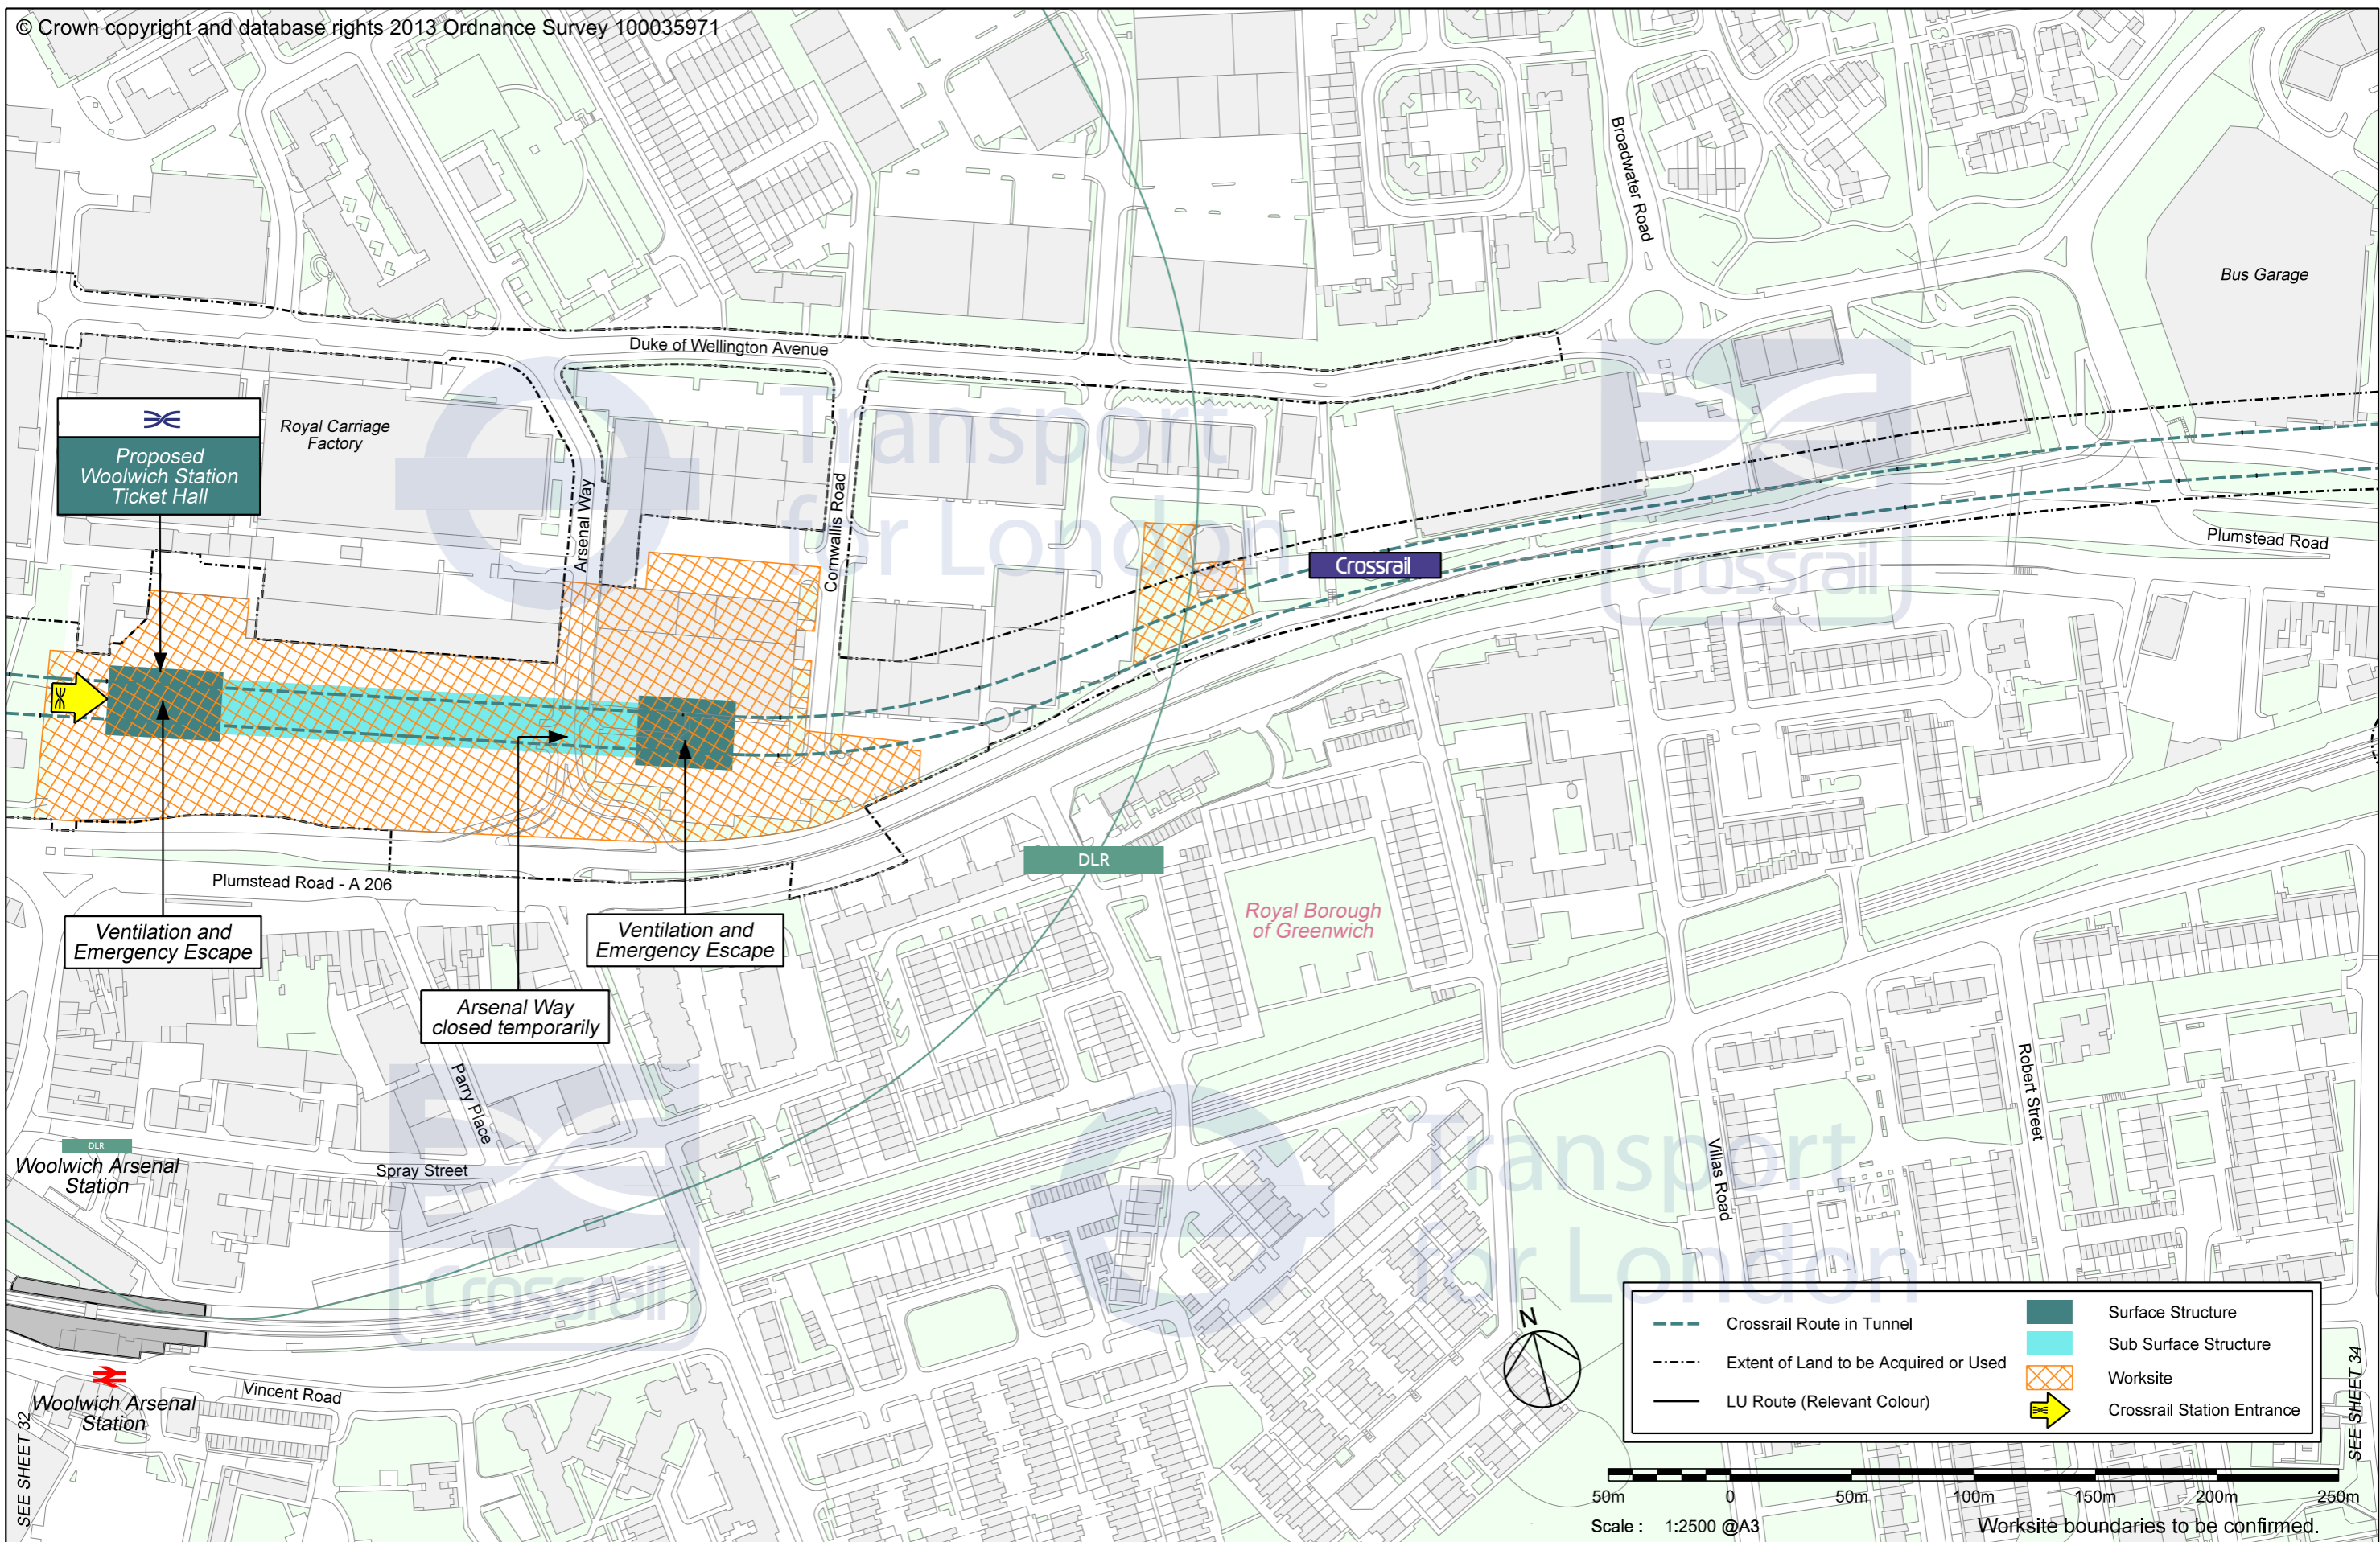 © Crown copyright and database rights 2013 Ordnance Survey 100035971
Broadwater Road
Bus Garage
Duke of Wellington Avenue
Transport
for London
Crossrail
Royal Carriage
Factory
Proposed
Woolwich Station
Ticket Hall
Arsenal Way
Cornwallis Road
Crossrail
Plumstead Road
Plumstead Road - A 206
DLR
Ventilation and
Emergency Escape
Ventilation and
Emergency Escape
Arsenal Way
closed temporarily
Royal Borough
of Greenwich
Parry Place
Spray Street
DLR
Woolwich Arsenal
Station
Crossrail
Transport
for London
Villas Road
Robert Street
Woolwich Arsenal
Station
Vincent Road
SEE SHEET 32
N
Crossrail Route in Tunnel
Extent of Land to be Acquired or Used
LU Route (Relevant Colour)
Surface Structure
Sub Surface Structure
Worksite
Crossrail Station Entrance
SEE SHEET 34
50m 0 50m 100m 150m 200m 250m
Scale : 1:2500 @A3
Worksite boundaries to be confirmed.